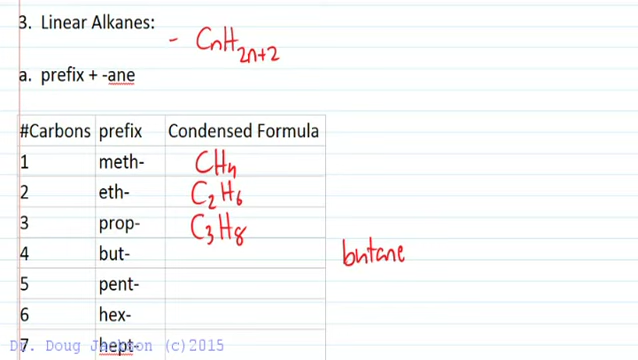 3. Linear Alkanes:
- CnH2n+2
a. prefix + -ane
#Carbons prefix Condensed Formula
1 meth- CH4
2 eth- C2H6
3 prop- C3H8
4 but- butane
5 pent-
6 hex-
7 hept-
Dr. Doug Jackson (c)2015